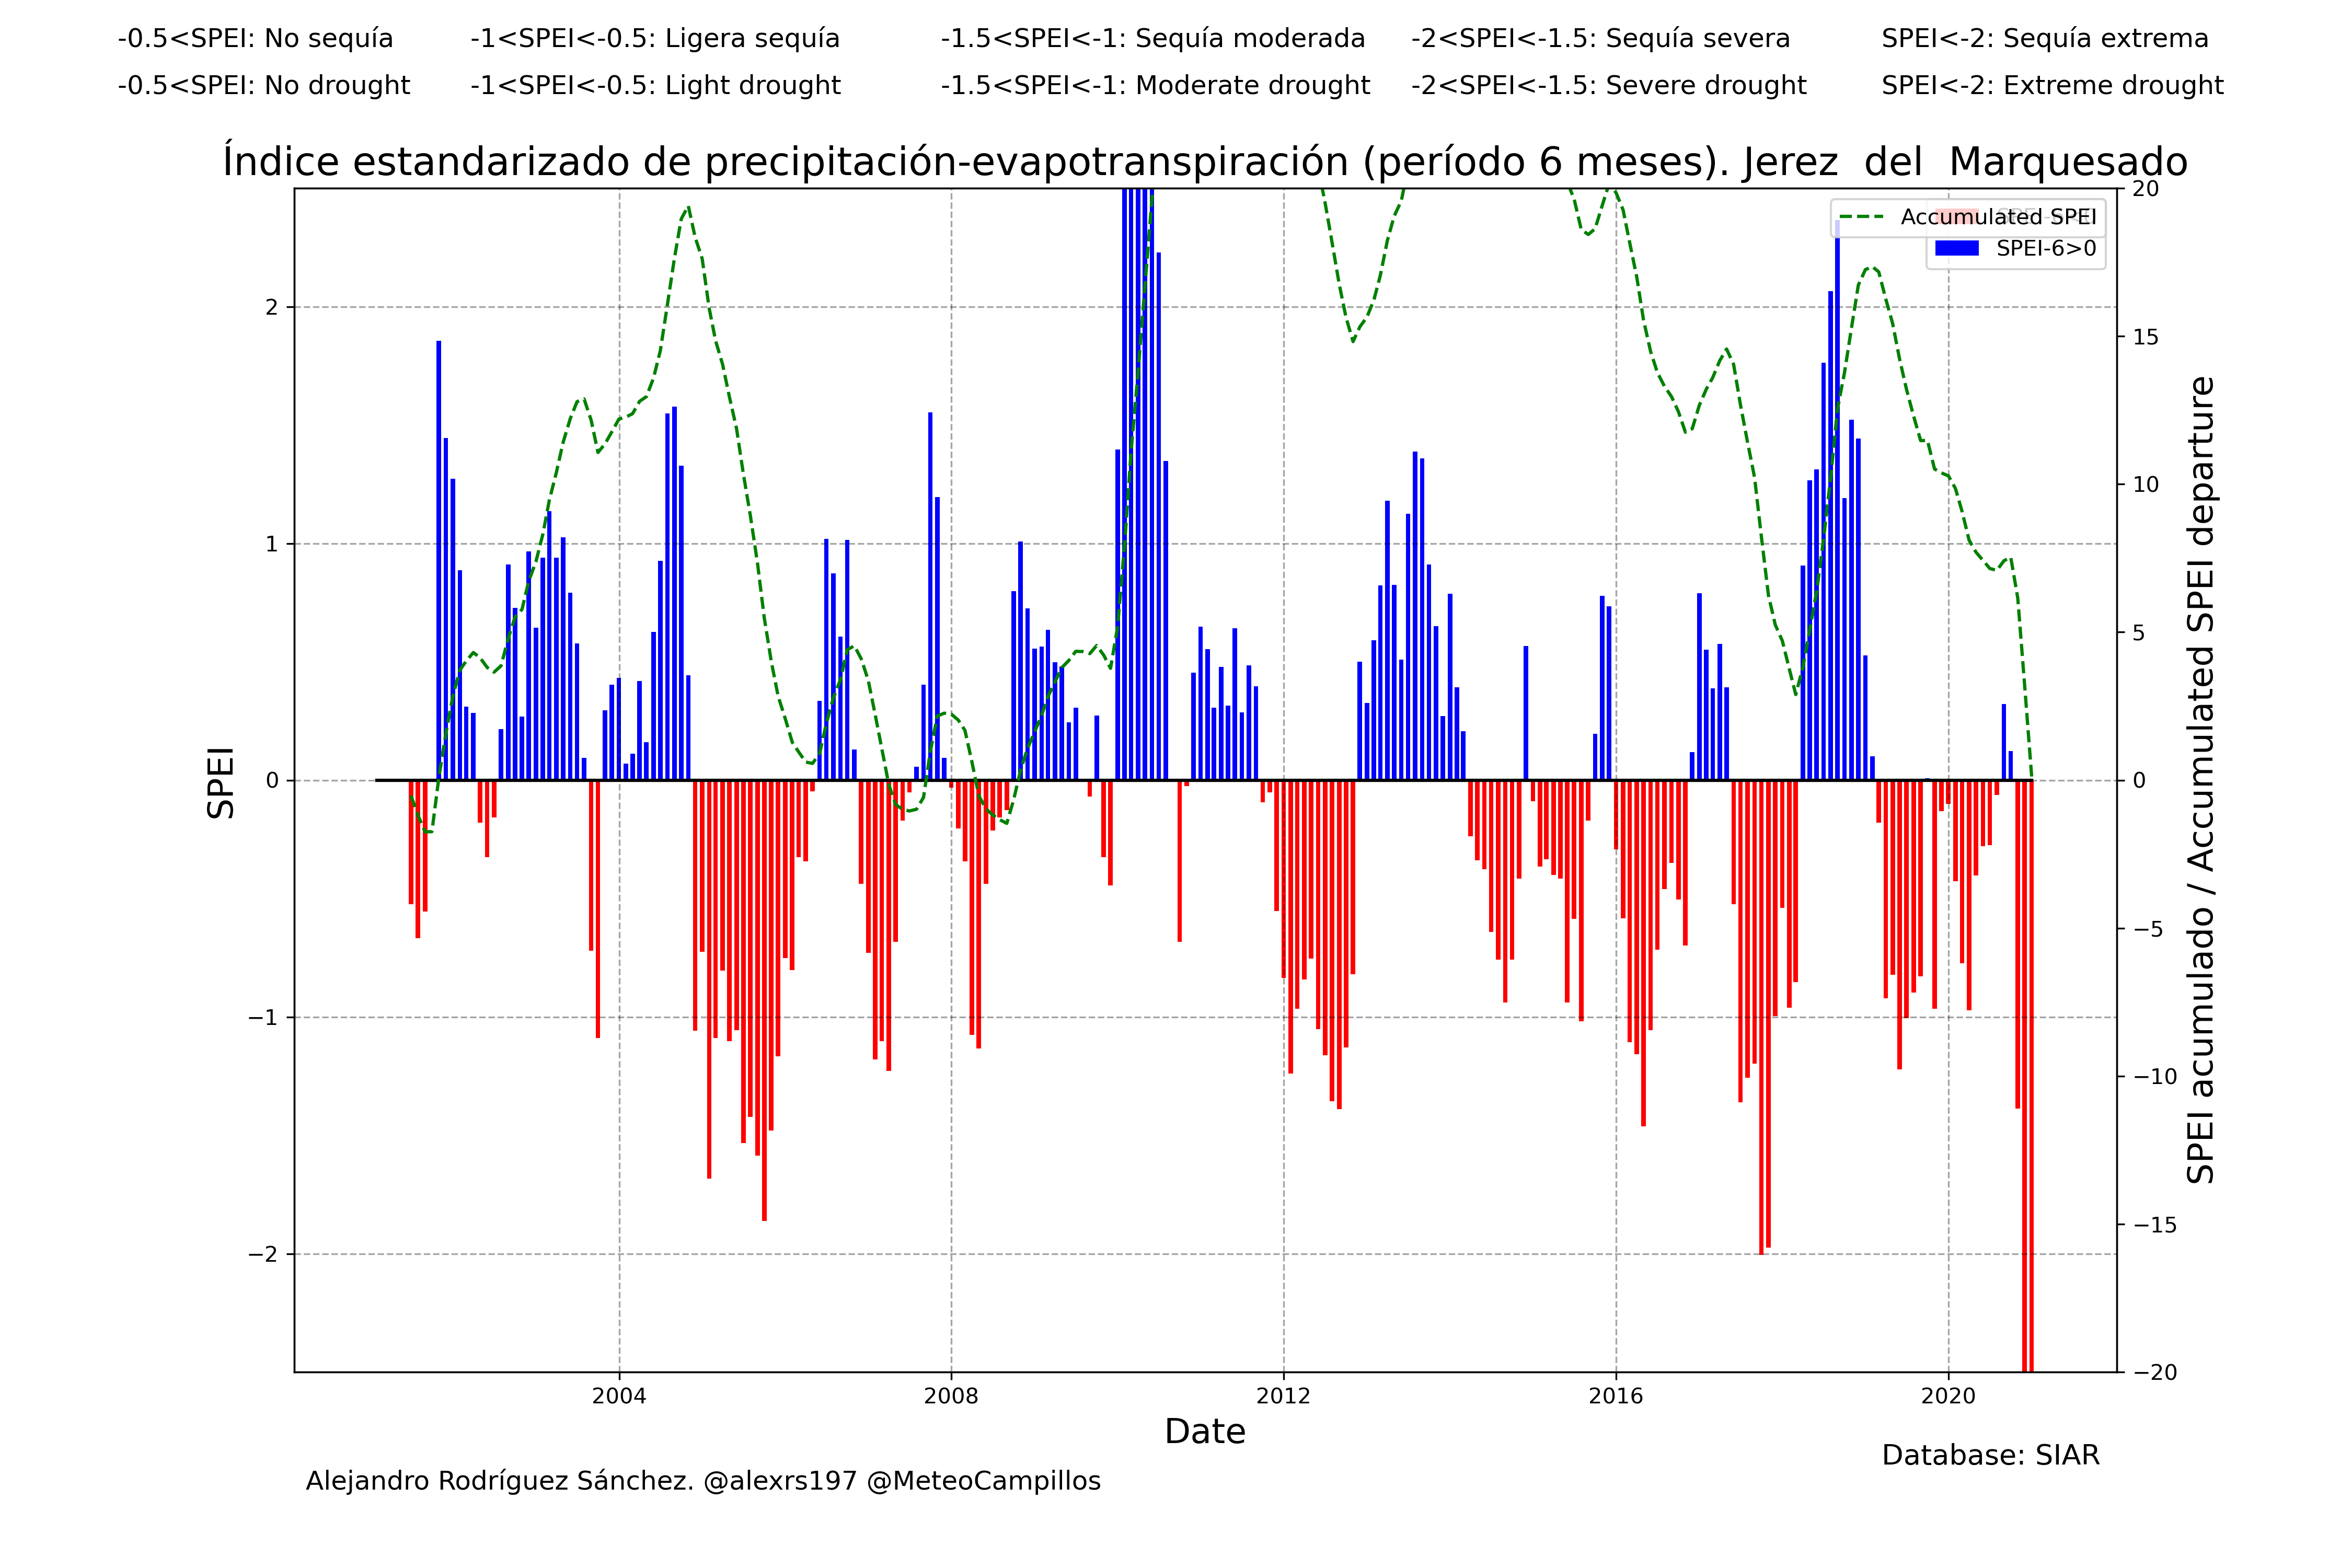 -0.5<SPEI: No sequía -1<SPEI<-0.5: Ligera sequía -1.5<SPEI<-1: Sequía moderada -2<SPEI<-1.5: Sequía severa SPEI<-2: Sequía extrema
-0.5<SPEI: No drought -1<SPEI<-0.5: Light drought -1.5<SPEI<-1: Moderate drought -2<SPEI<-1.5: Severe drought SPEI<-2: Extreme drought
Índice estandarizado de precipitación-evapotranspiración (período 6 meses). Jerez  del  Marquesado
Accumulated SPEI
SPEI-6>0
SPEI
2
1
0
−1
−2
20
15
10
5
0
−5
−10
−15
−20
SPEI acumulado / Accumulated SPEI departure
2004 2008 2012 2016 2020
Date
Database: SIAR
Alejandro Rodríguez Sánchez. @alexrs197 @MeteoCampillos